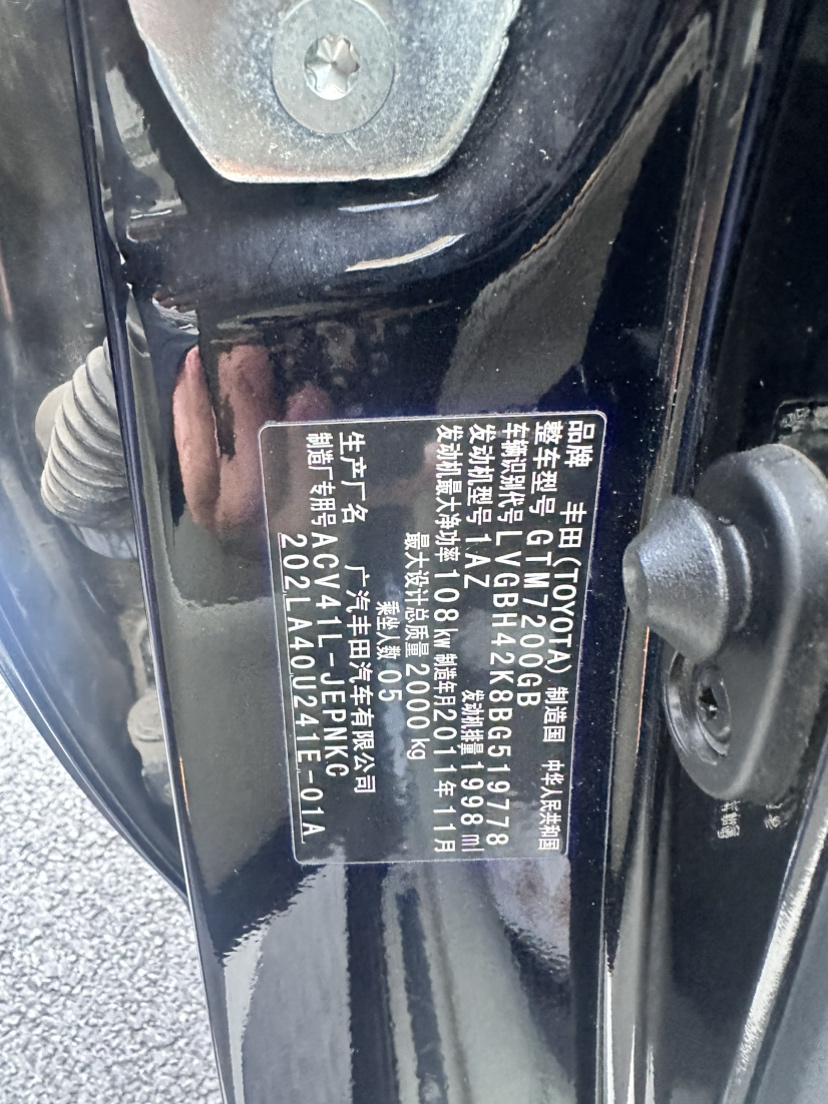 品牌 丰田(TOYOTA) 制造国 中华人民共和国
整车型号 GTM7200GB
车辆识别代号 LVGBH42K8BG519778
发动机型号 1AZ 发动机排量 1998 ml
发动机最大净功率 108 kw 制造年月 2011年11月
最大设计总质量 2000 kg
乘坐人数 05
生产厂名 广汽丰田汽车有限公司
制造厂专用号 ACV41L-JEPNKC
202LA40U241E-01A